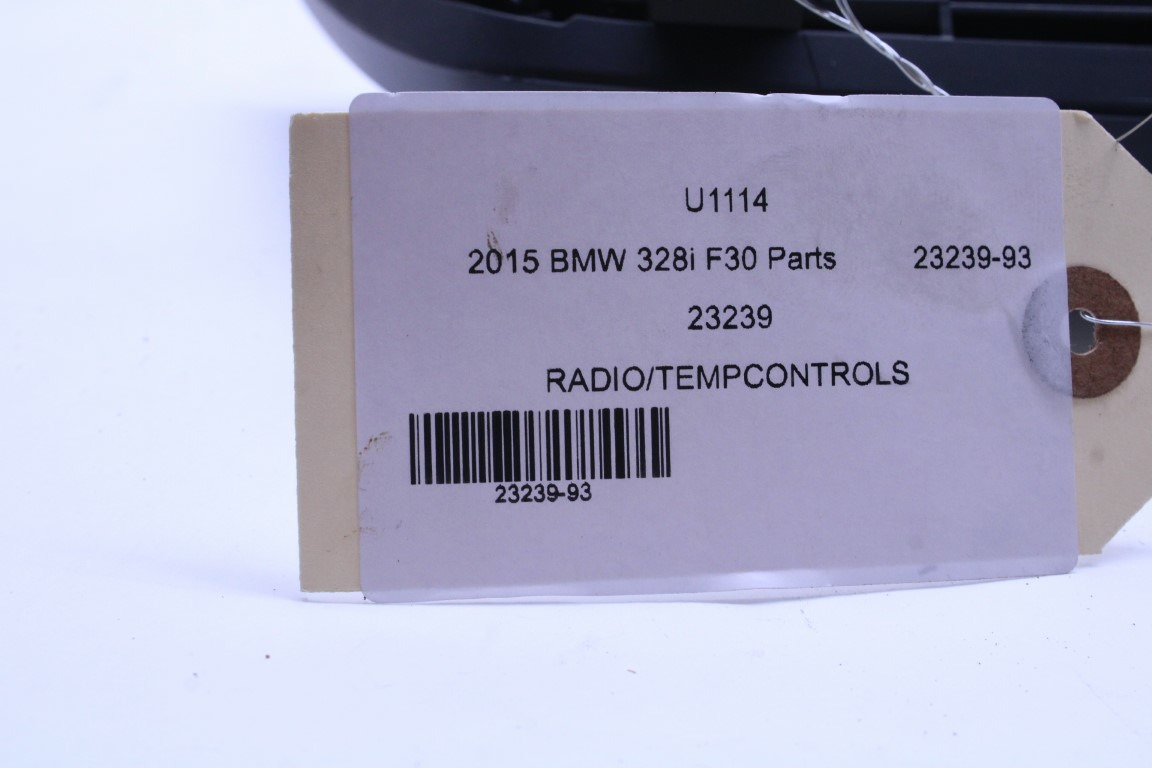 U1114
2015 BMW 328i F30 Parts 23239-93
23239
RADIO/TEMPCONTROLS
23239-93